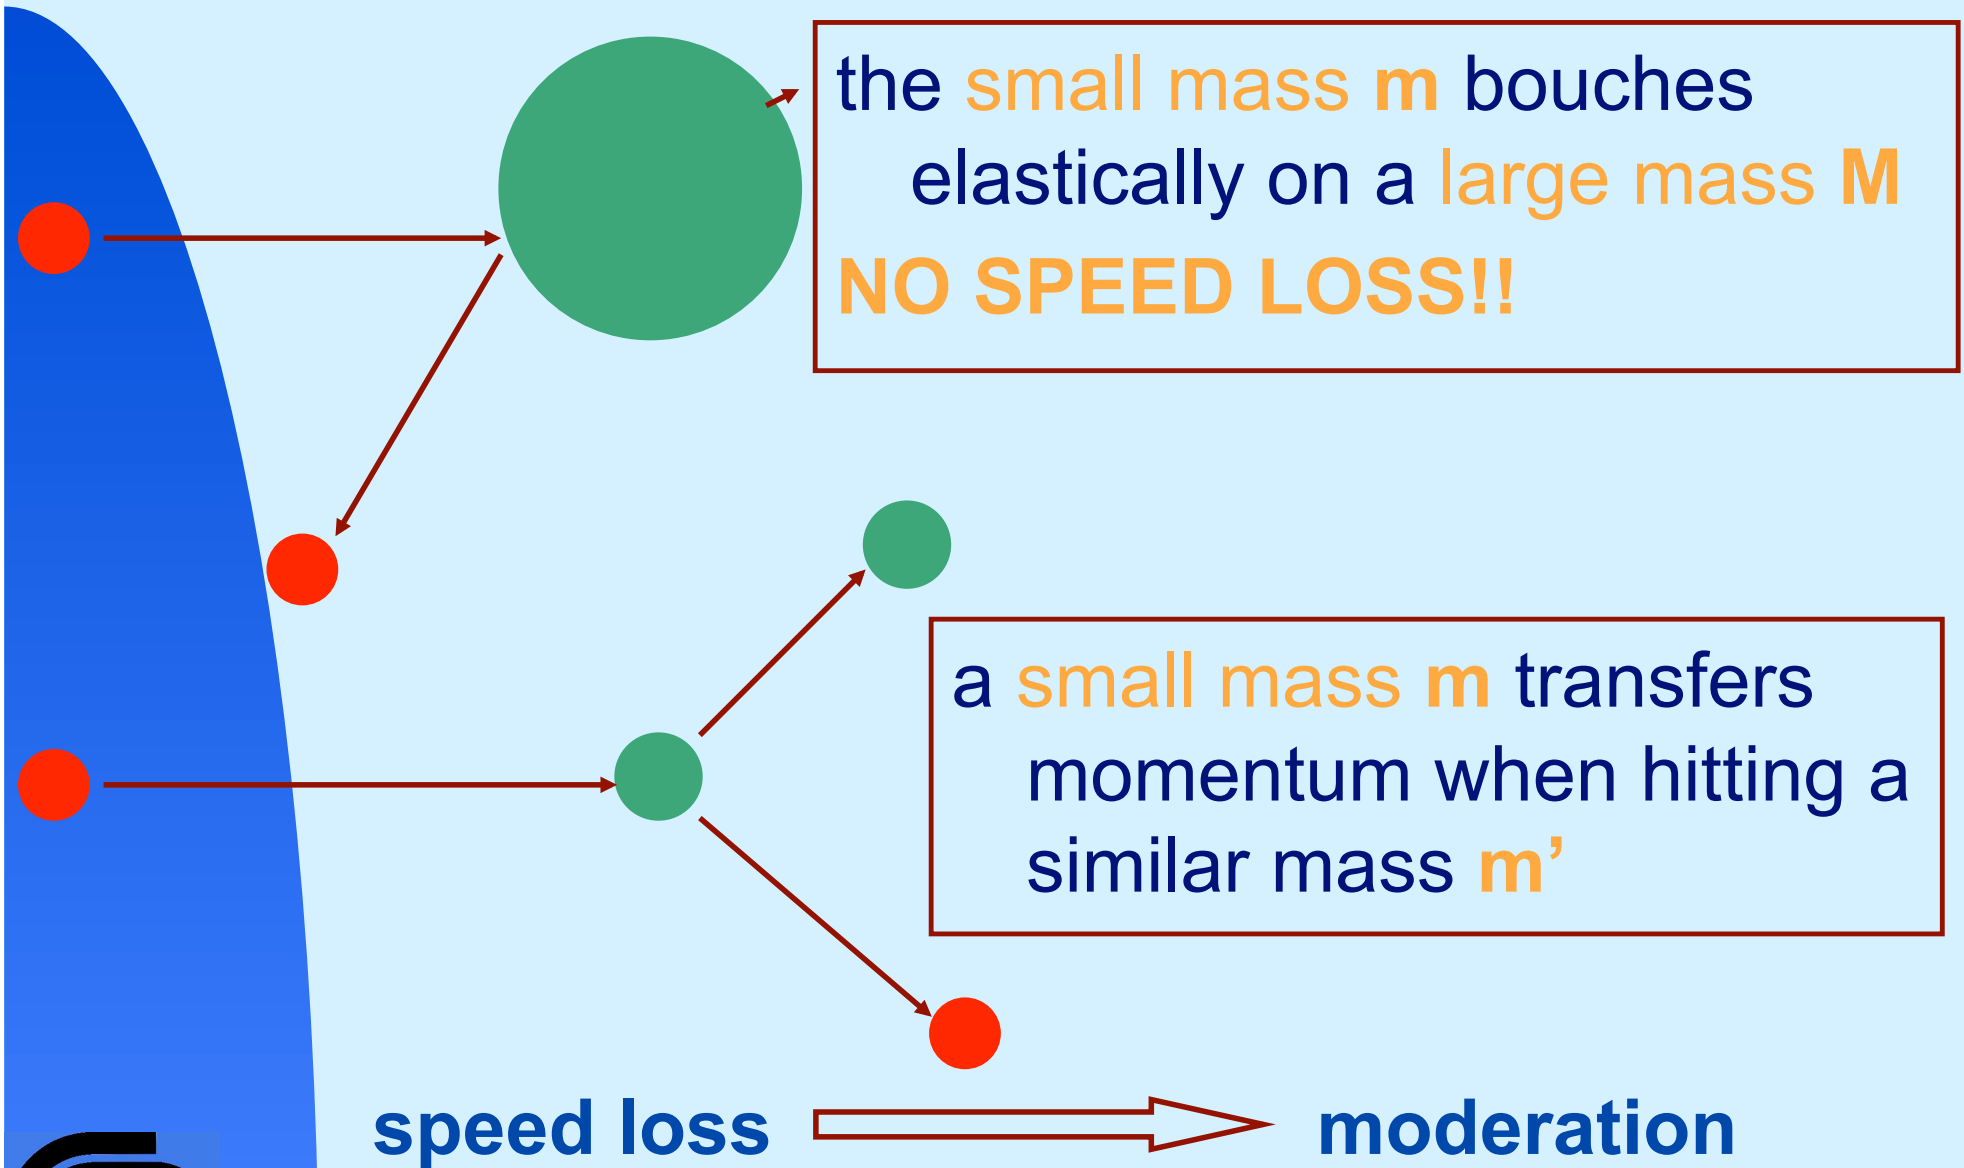 the small mass m bouches
elastically on a large mass M
NO SPEED LOSS!!
a small mass m transfers
momentum when hitting a
similar mass m’
speed loss
moderation